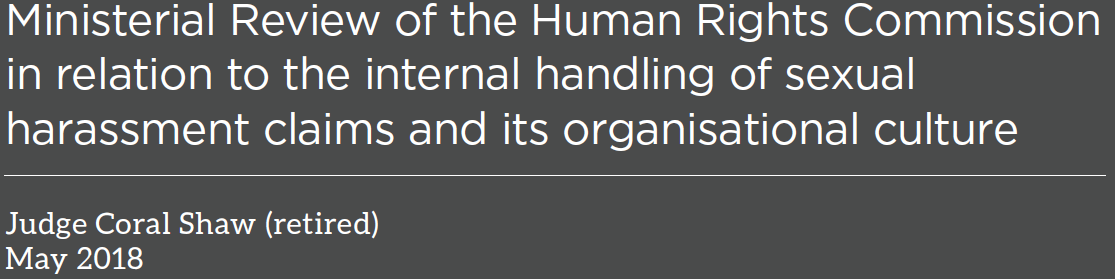 Ministerial Review of the Human Rights Commission
in relation to the internal handling of sexual
harassment claims and its organisational culture
Judge Coral Shaw (retired)
May 2018